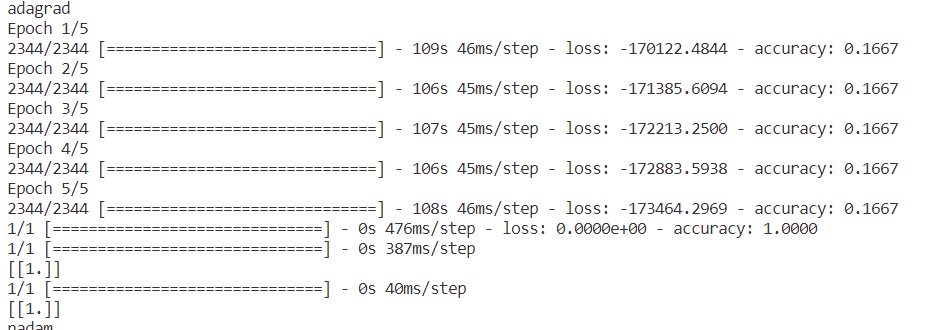 adagrad
Epoch 1/5
2344/2344 [==============================] - 109s 46ms/step - loss: -170122.4844 - accuracy: 0.1667
Epoch 2/5
2344/2344 [==============================] - 106s 45ms/step - loss: -171385.6094 - accuracy: 0.1667
Epoch 3/5
2344/2344 [==============================] - 107s 45ms/step - loss: -172213.2500 - accuracy: 0.1667
Epoch 4/5
2344/2344 [==============================] - 106s 45ms/step - loss: -172883.5938 - accuracy: 0.1667
Epoch 5/5
2344/2344 [==============================] - 108s 46ms/step - loss: -173464.2969 - accuracy: 0.1667
1/1 [==============================] - 0s 476ms/step - loss: 0.0000e+00 - accuracy: 1.0000
1/1 [==============================] - 0s 387ms/step
[[1.]]
1/1 [==============================] - 0s 40ms/step
[[1.]]
nadam